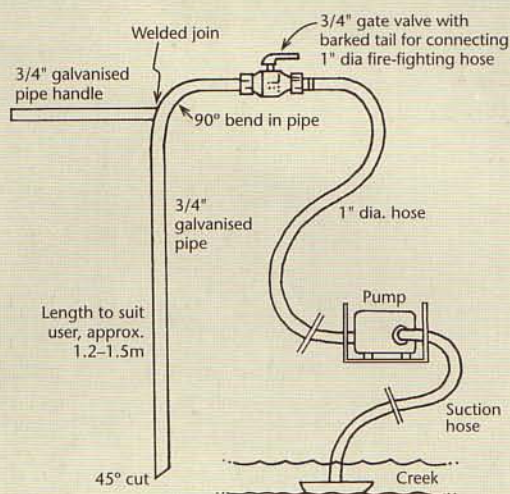 Welded join
3/4" gate valve with
barked tail for connecting
1" dia fire-fighting hose
3/4" galvanised
pipe handle
90° bend in pipe
3/4"
galvanised
pipe
1" dia. hose
Length to suit
user, approx.
1.2–1.5m
Pump
Suction
hose
45° cut
Creek